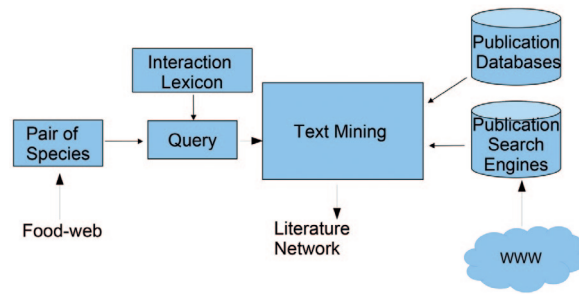 Interaction
Lexicon
Publication
Databases
Pair of
Species
Query
Text Mining
Publication
Search
Engines
Food-web
Literature
Network
WWW